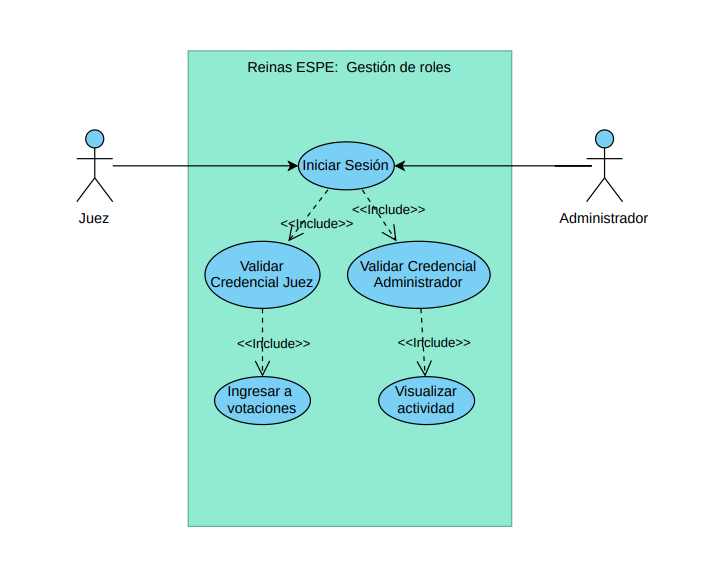 Reinas ESPE:  Gestión de roles
Iniciar Sesión
<<Include>>
<<Include>>
Juez
Administrador
Validar
Credencial Juez
Validar Credencial
Administrador
<<Include>>
<<Include>>
Ingresar a
votaciones
Visualizar
actividad